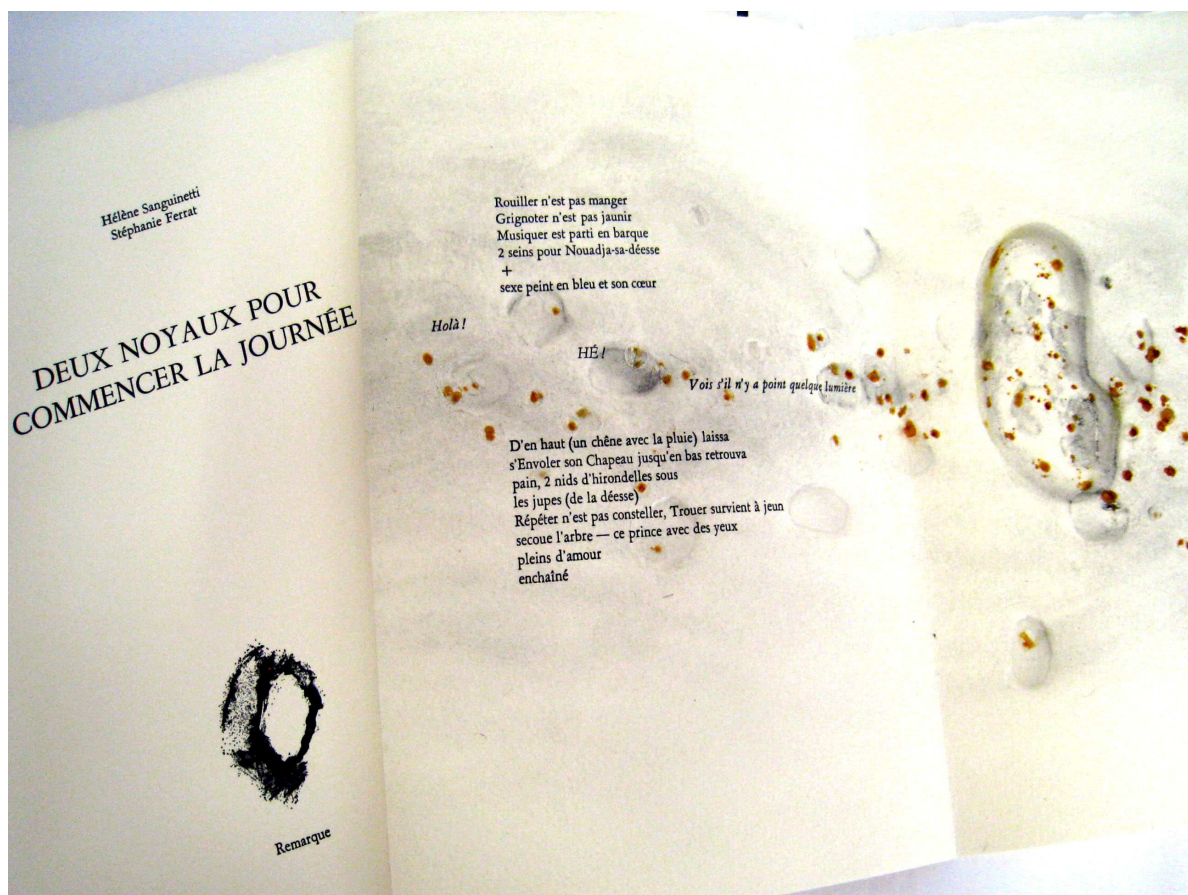 Hélène Sanguinetti
Stéphanie Ferrat
DEUX NOYAUX POUR
COMMENCER LA JOURNÉE
Remarque
Rouiller n'est pas manger
Grignoter n'est pas jaunir
Musiquer est parti en barque
2 seins pour Nouadja-sa-déesse
+
sexe peint en bleu et son cœur
Holà !
HÉ !
Vois s'il n'y a point quelque lumière
D'en haut (un chêne avec la pluie) laissa
s'Envoler son Chapeau jusqu'en bas retrouva
pain, 2 nids d'hirondelles sous
les jupes (de la déesse)
Répéter n'est pas consteller, Trouer survient à jeun
secoue l'arbre — ce prince avec des yeux
pleins d'amour
enchaîné